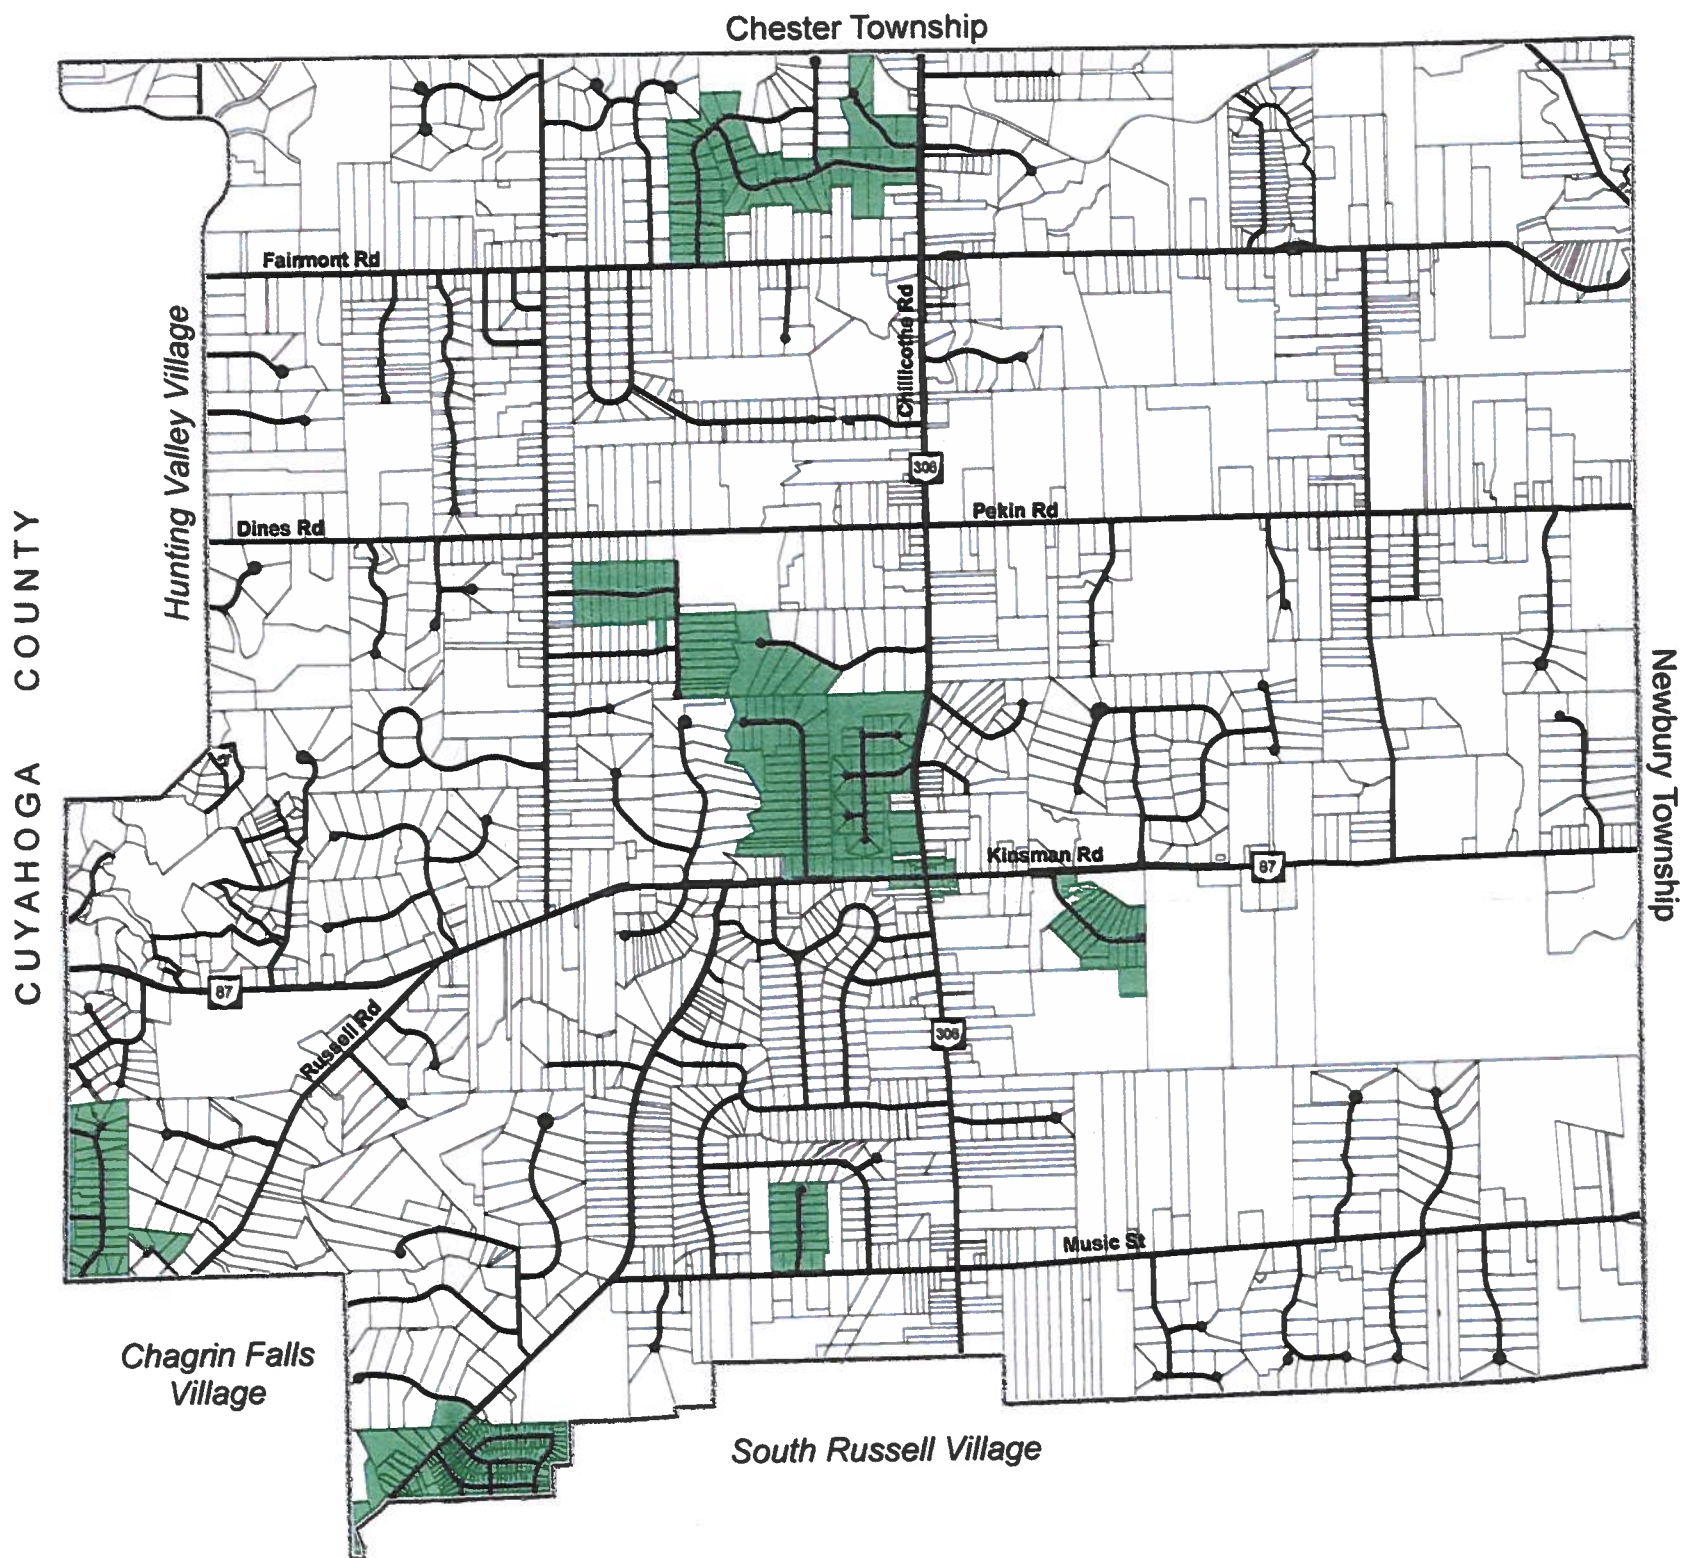 Chester Township
Fairmont Rd
Hunting Valley Village
Chillicothe Rd
306
CUYAHOGA COUNTY
Dines Rd
Pekin Rd
Newbury Township
Kinsman Rd
87
87
Russell Rd
306
Music St
Chagrin Falls
Village
South Russell Village